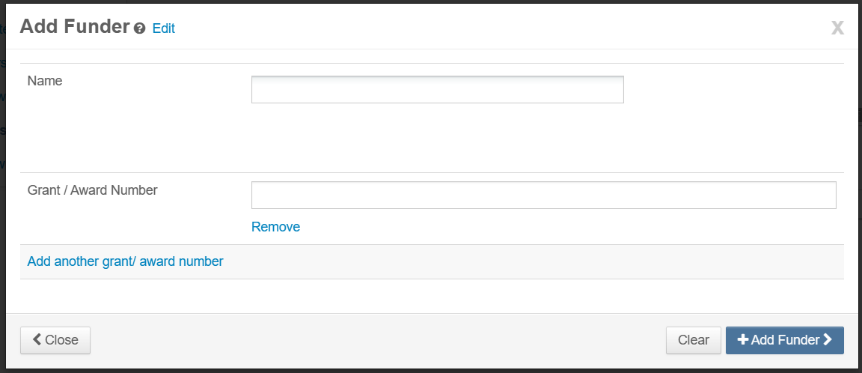 Add Funder ? Edit
X
Name
Grant / Award Number
Remove
Add another grant/ award number
Close
Clear
+ Add Funder